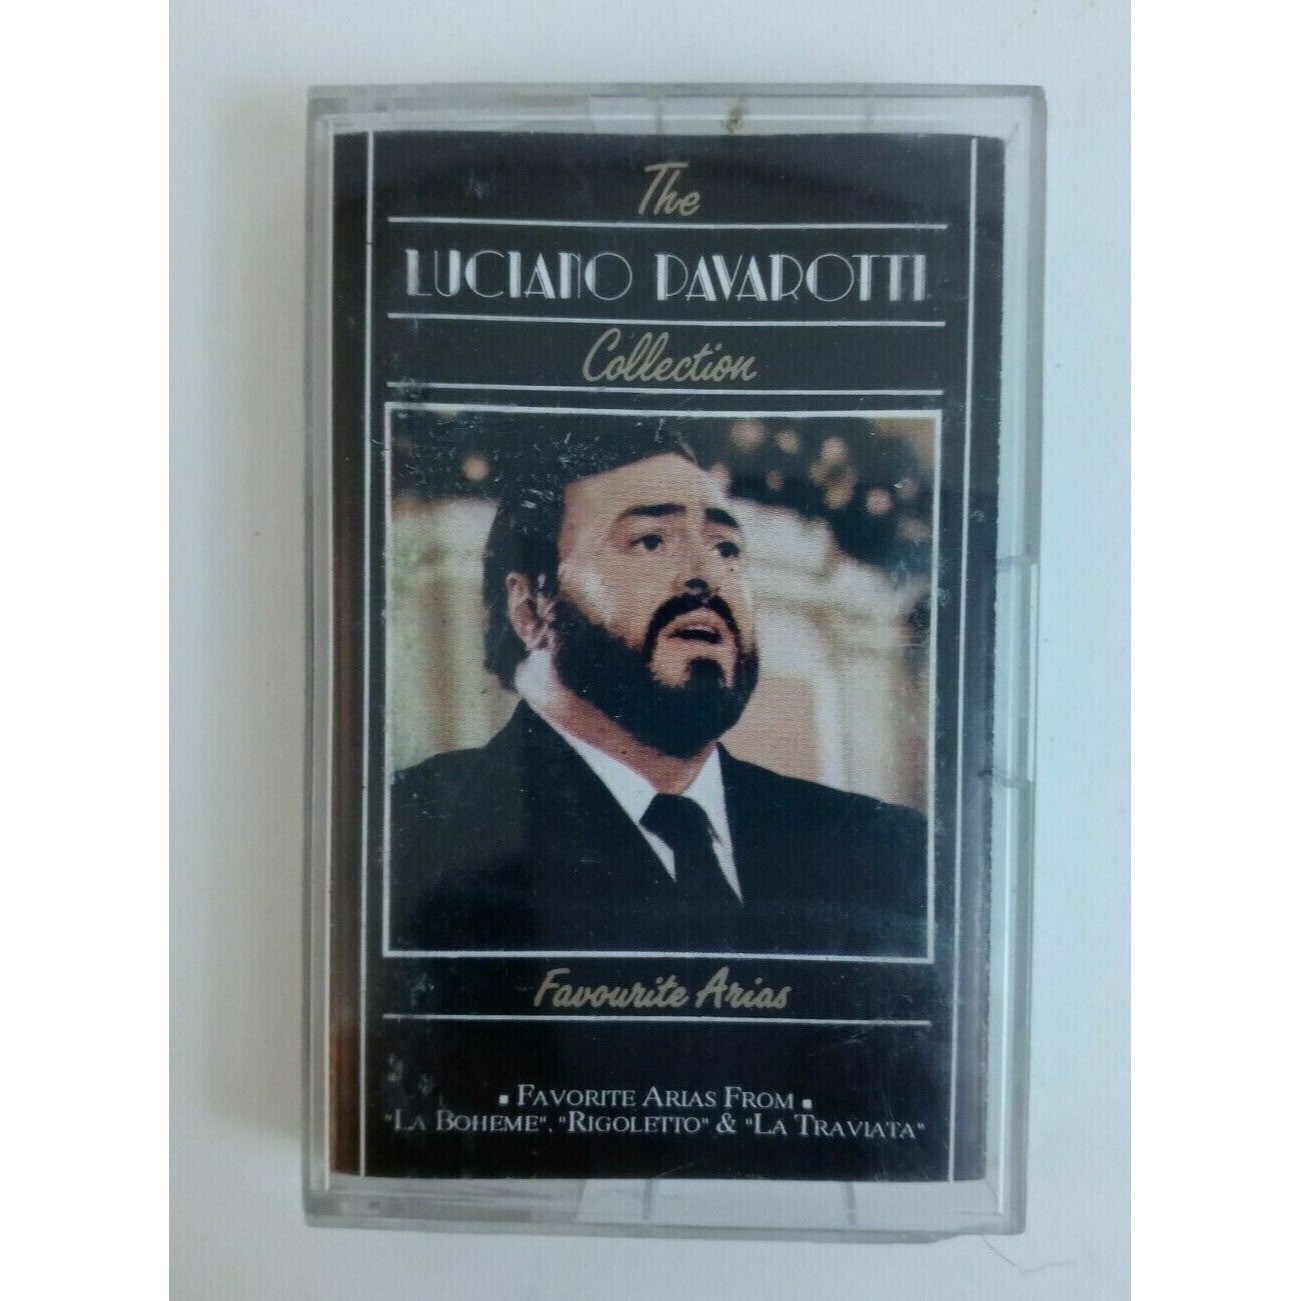 The
LUCIANO PAVAROTTI
Collection
Favourite Arias
▪ FAVORITE ARIAS FROM ▪
"LA BOHEME", "RIGOLETTO" & "LA TRAVIATA"